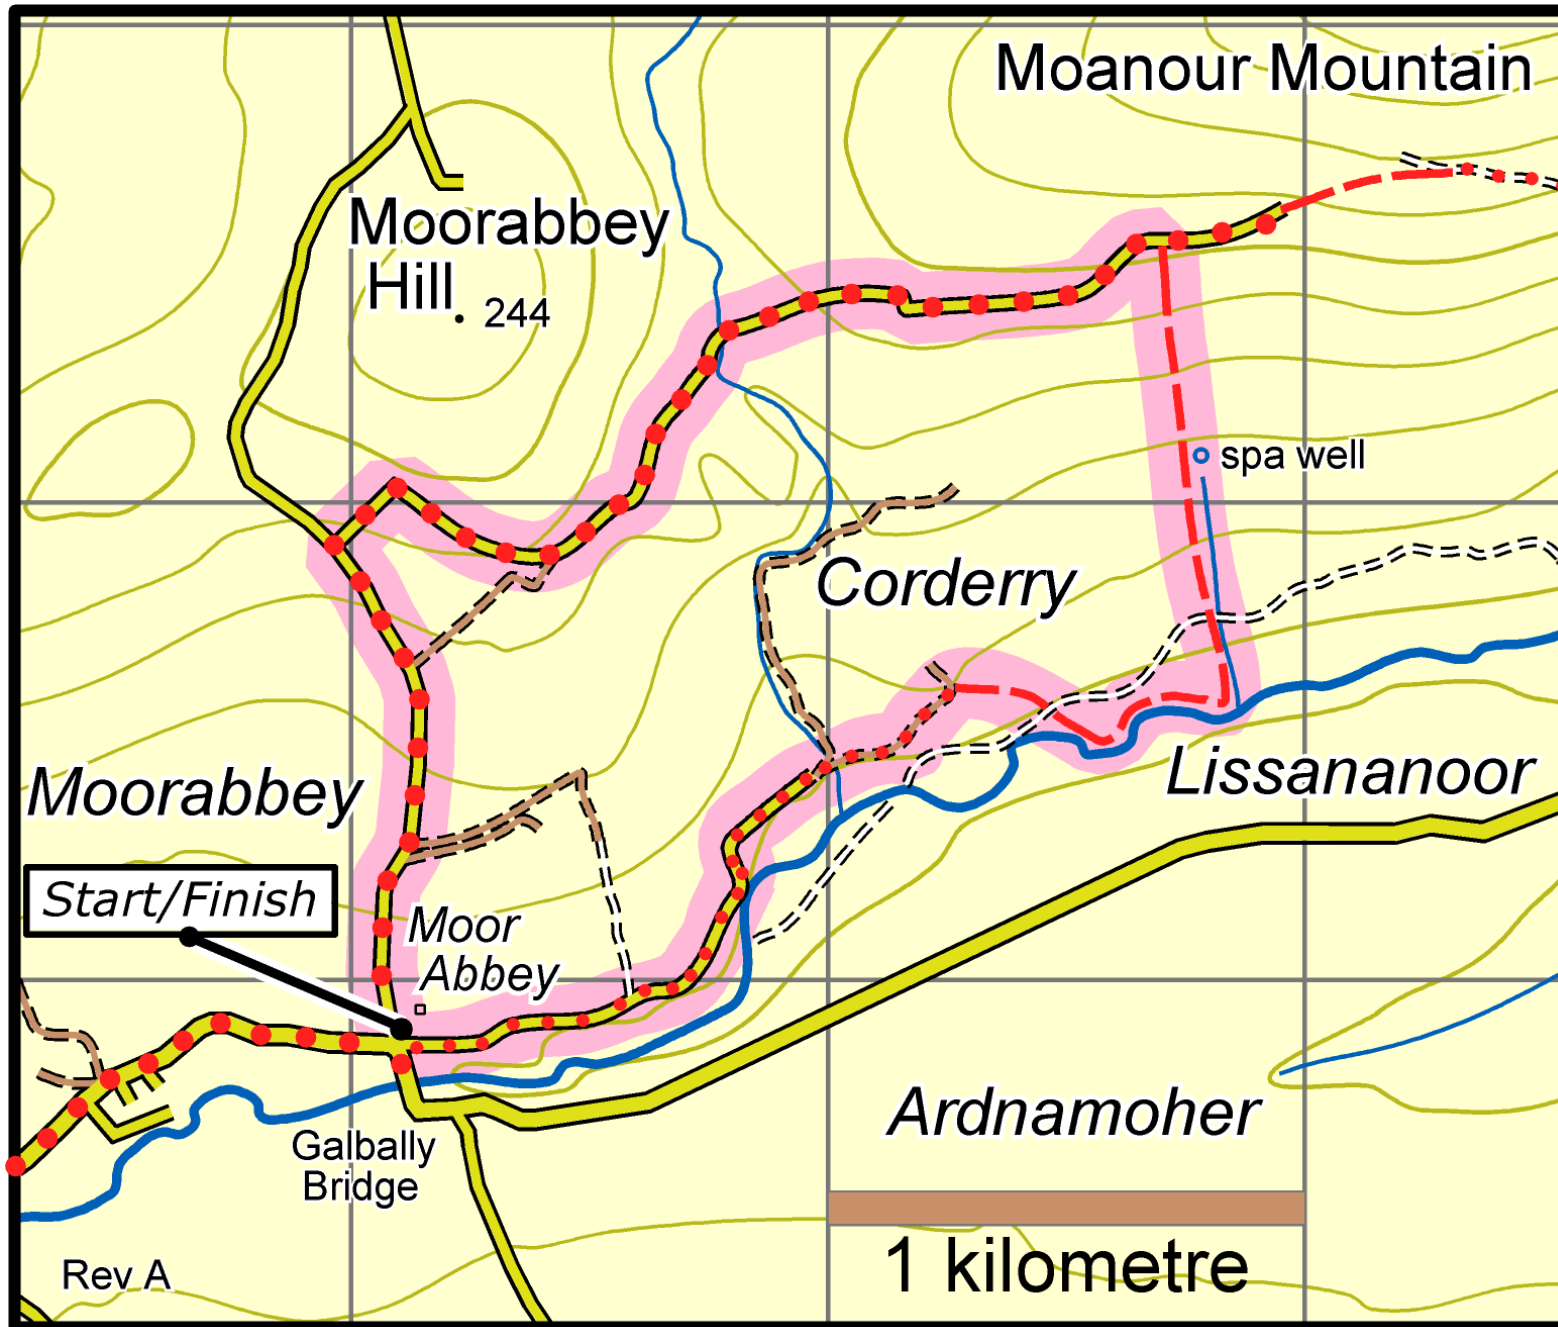 Moanour Mountain
Moorabbey
Hill
244
spa well
Corderry
Moorabbey
Lissananoor
Start/Finish
Moor
Abbey
Ardnamoher
Galbally
Bridge
1 kilometre
Rev A